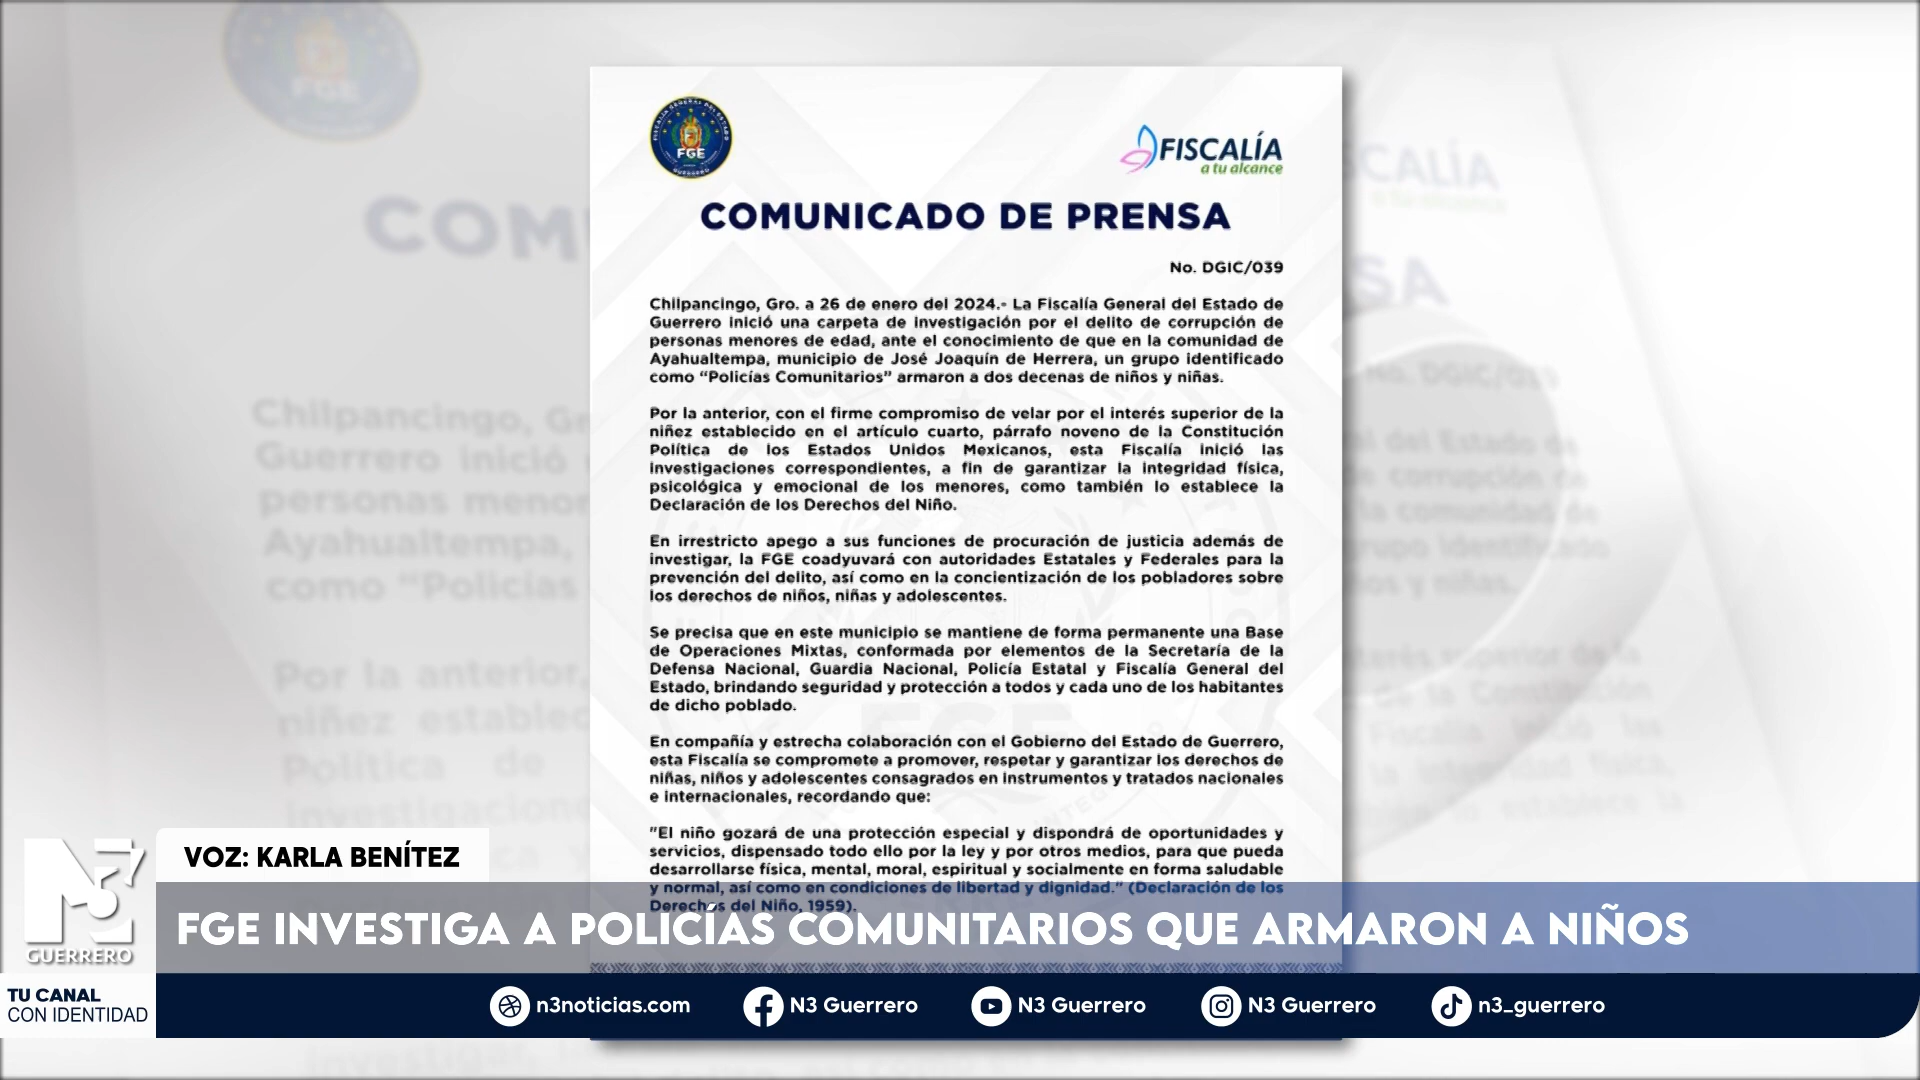 FISCALÍA GENERAL DEL ESTADO
FGE
GUERRERO
FISCALÍA
a tu alcance
COMUNICADO DE PRENSA
No. DGIC/039
Chilpancingo, Gro. a 26 de enero del 2024.- La Fiscalía General del Estado de
Guerrero inició una carpeta de investigación por el delito de corrupción de
personas menores de edad, ante el conocimiento de que en la comunidad de
Ayahualtempa, municipio de José Joaquín de Herrera, un grupo identificado
como “Policías Comunitarios” armaron a dos decenas de niños y niñas.
Por la anterior, con el firme compromiso de velar por el interés superior de la
niñez establecido en el artículo cuarto, párrafo noveno de la Constitución
Política de los Estados Unidos Mexicanos, esta Fiscalía inició las
investigaciones correspondientes, a fin de garantizar la integridad física,
psicológica y emocional de los menores, como también lo establece la
Declaración de los Derechos del Niño.
En irrestricto apego a sus funciones de procuración de justicia además de
investigar, la FGE coadyuvará con autoridades Estatales y Federales para la
prevención del delito, así como en la concientización de los pobladores sobre
los derechos de niños, niñas y adolescentes.
Se precisa que en este municipio se mantiene de forma permanente una Base
de Operaciones Mixtas, conformada por elementos de la Secretaría de la
Defensa Nacional, Guardia Nacional, Policía Estatal y Fiscalía General del
Estado, brindando seguridad y protección a todos y cada uno de los habitantes
de dicho poblado.
En compañía y estrecha colaboración con el Gobierno del Estado de Guerrero,
esta Fiscalía se compromete a promover, respetar y garantizar los derechos de
niñas, niños y adolescentes consagrados en instrumentos y tratados nacionales
e internacionales, recordando que:
"El niño gozará de una protección especial y dispondrá de oportunidades y
servicios, dispensado todo ello por la ley y por otros medios, para que pueda
desarrollarse física, mental, moral, espiritual y socialmente en forma saludable
y normal, así como en condiciones de libertad y dignidad." (Declaración de los
Derechos del Niño, 1959).
VOZ: KARLA BENÍTEZ
FGE INVESTIGA A POLICÍAS COMUNITARIOS QUE ARMARON A NIÑOS
N3
GUERRERO
TU CANAL
CON IDENTIDAD
n3noticias.com
N3 Guerrero
N3 Guerrero
N3 Guerrero
n3_guerrero